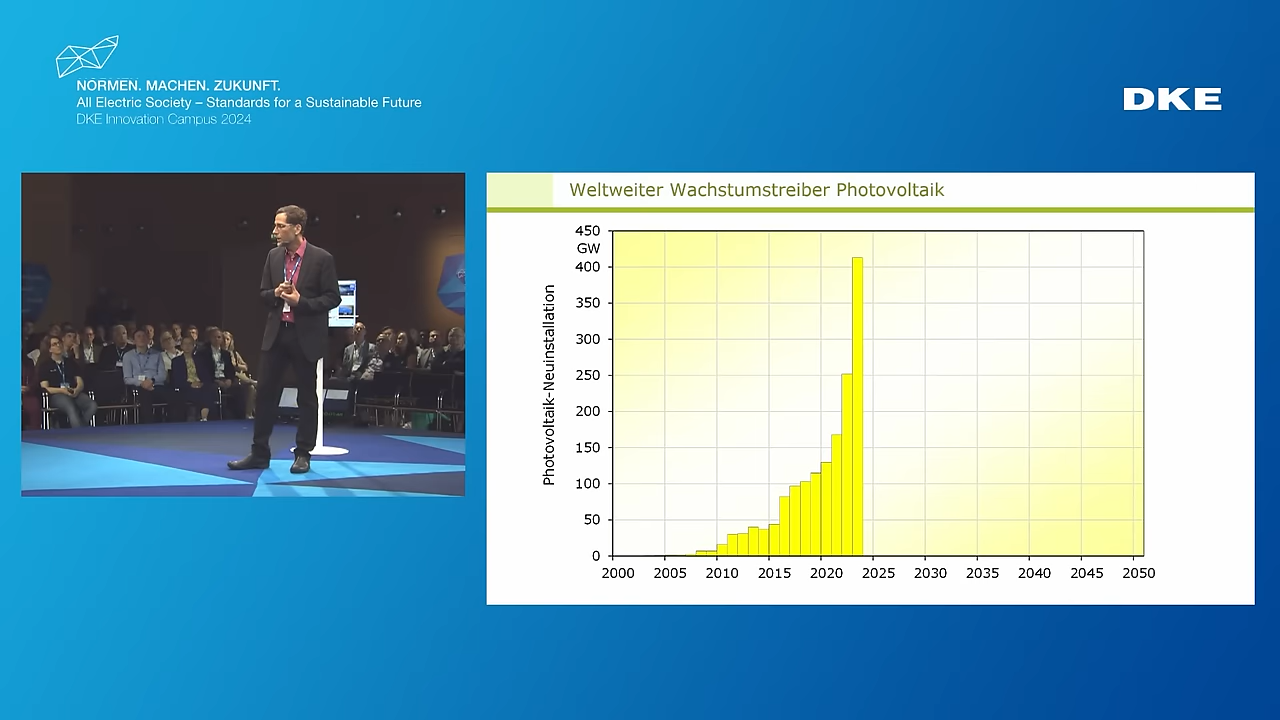 NORMEN. MACHEN. ZUKUNFT.
All Electric Society – Standards for a Sustainable Future
DKE Innovation Campus 2024
DKE
Weltweiter Wachstumstreiber Photovoltaik
Photovoltaik-Neuinstallation
450
GW
400
350
300
250
200
150
100
50
0
2000 2005 2010 2015 2020 2025 2030 2035 2040 2045 2050